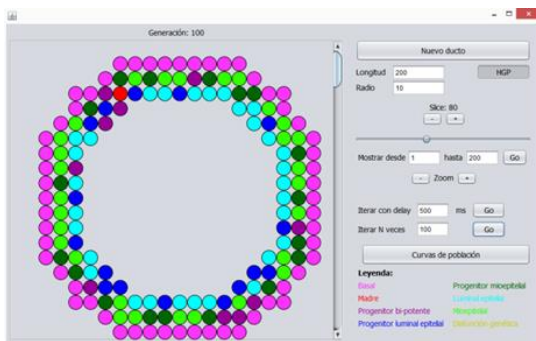 Generación: 100
Nuevo ducto
Longitud 200
HGP
Radio 10
Slice: 80
- +
Mostrar desde 1 hasta 200 Go
- Zoom +
Iterar con delay 500 ms Go
Iterar N veces 100 Go
Curvas de población
Leyenda:
Basal Progenitor mioepitelial
Madre Luminal epitelial
Progenitor bi-potente Mioepitelial
Progenitor luminal epitelial Disfunción genética